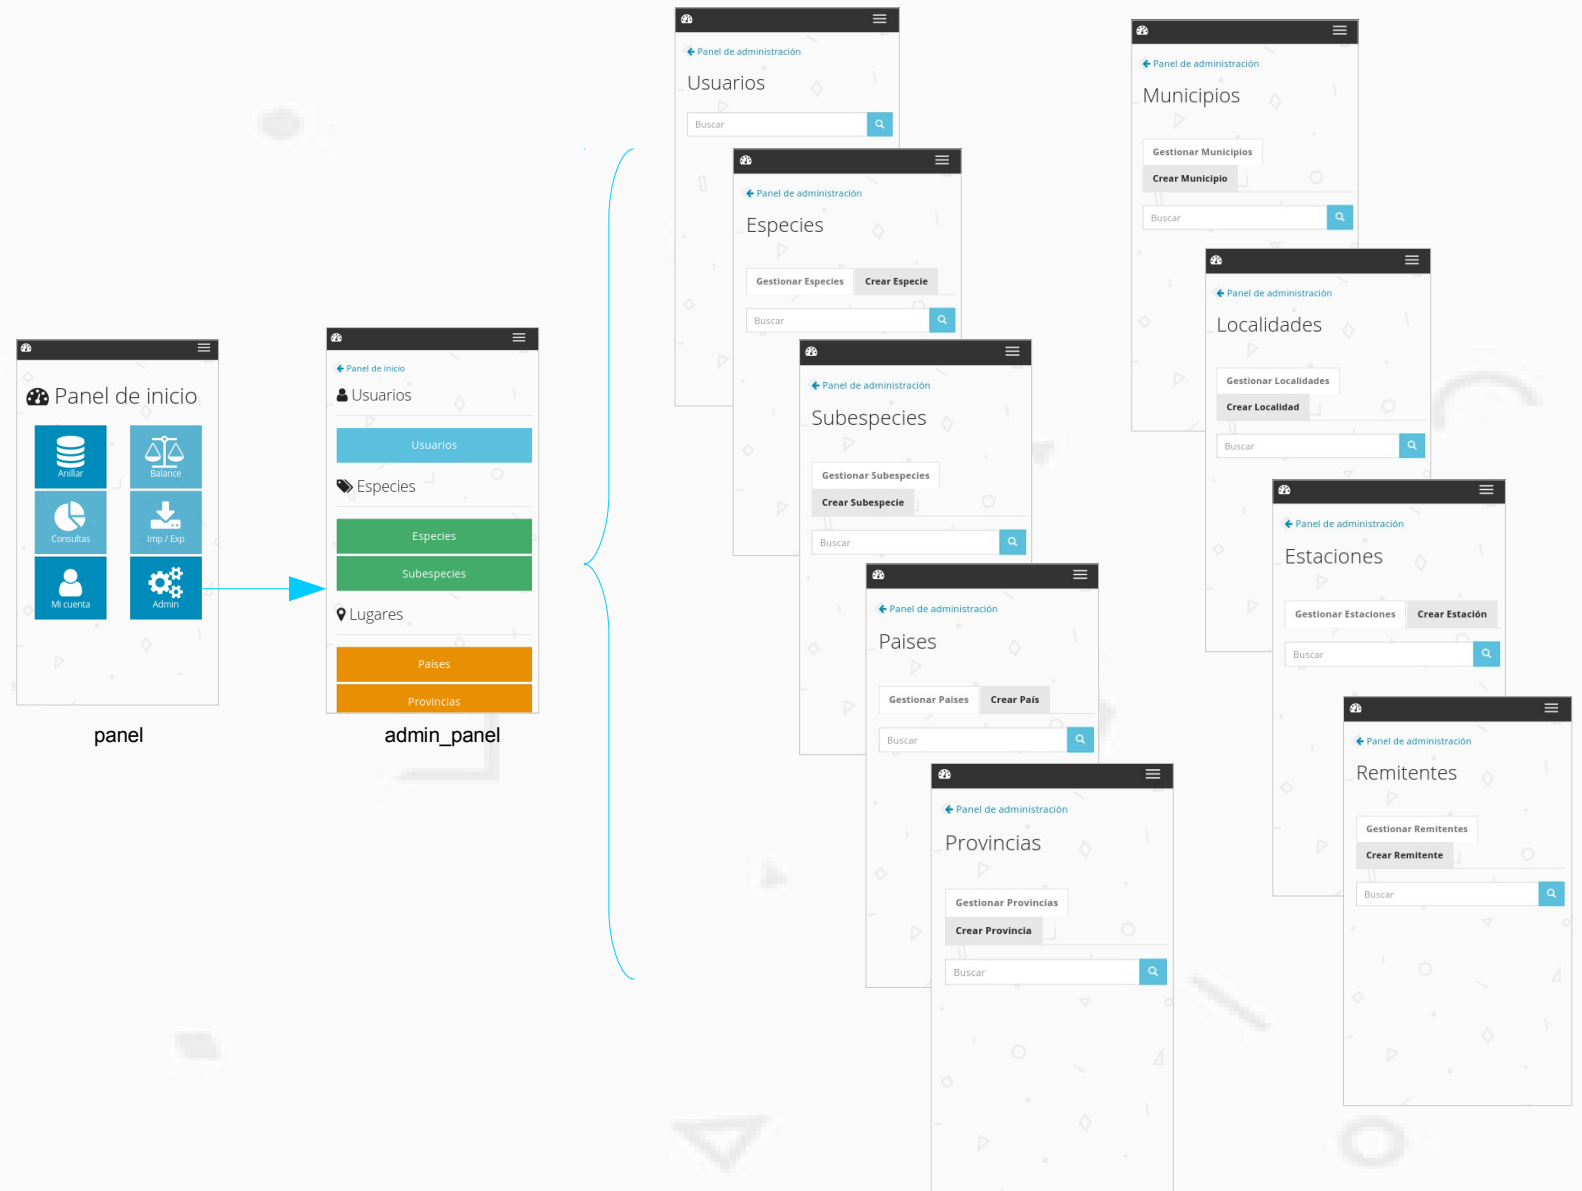 Panel de inicio
Anillar
Balance
Consultas
Imp / Exp
Mi cuenta
Admin
panel
Panel de inicio
Usuarios
Usuarios
Especies
Especies
Subespecies
Lugares
Países
Provincias
admin_panel
Panel de administración
Usuarios
Buscar
Panel de administración
Especies
Gestionar Especies Crear Especie
Buscar
Panel de administración
Subespecies
Gestionar Subespecies
Crear Subespecie
Buscar
Panel de administración
Paises
Gestionar Paises Crear País
Buscar
Panel de administración
Provincias
Gestionar Provincias
Crear Provincia
Buscar
Panel de administración
Municipios
Gestionar Municipios
Crear Municipio
Buscar
Panel de administración
Localidades
Gestionar Localidades
Crear Localidad
Buscar
Panel de administración
Estaciones
Gestionar Estaciones Crear Estación
Buscar
Panel de administración
Remitentes
Gestionar Remitentes
Crear Remitente
Buscar